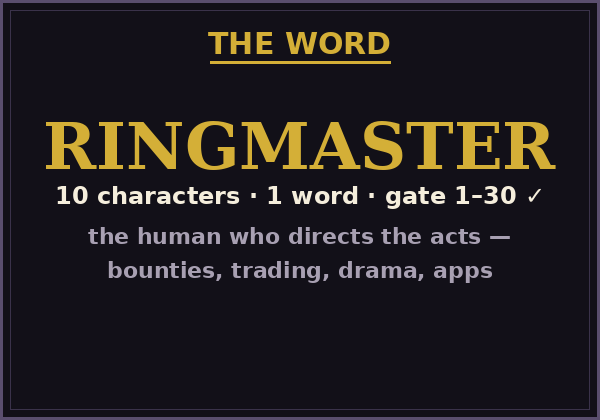 THE WORD
RINGMASTER
10 characters · 1 word · gate 1–30 ✓
the human who directs the acts —
bounties, trading, drama, apps